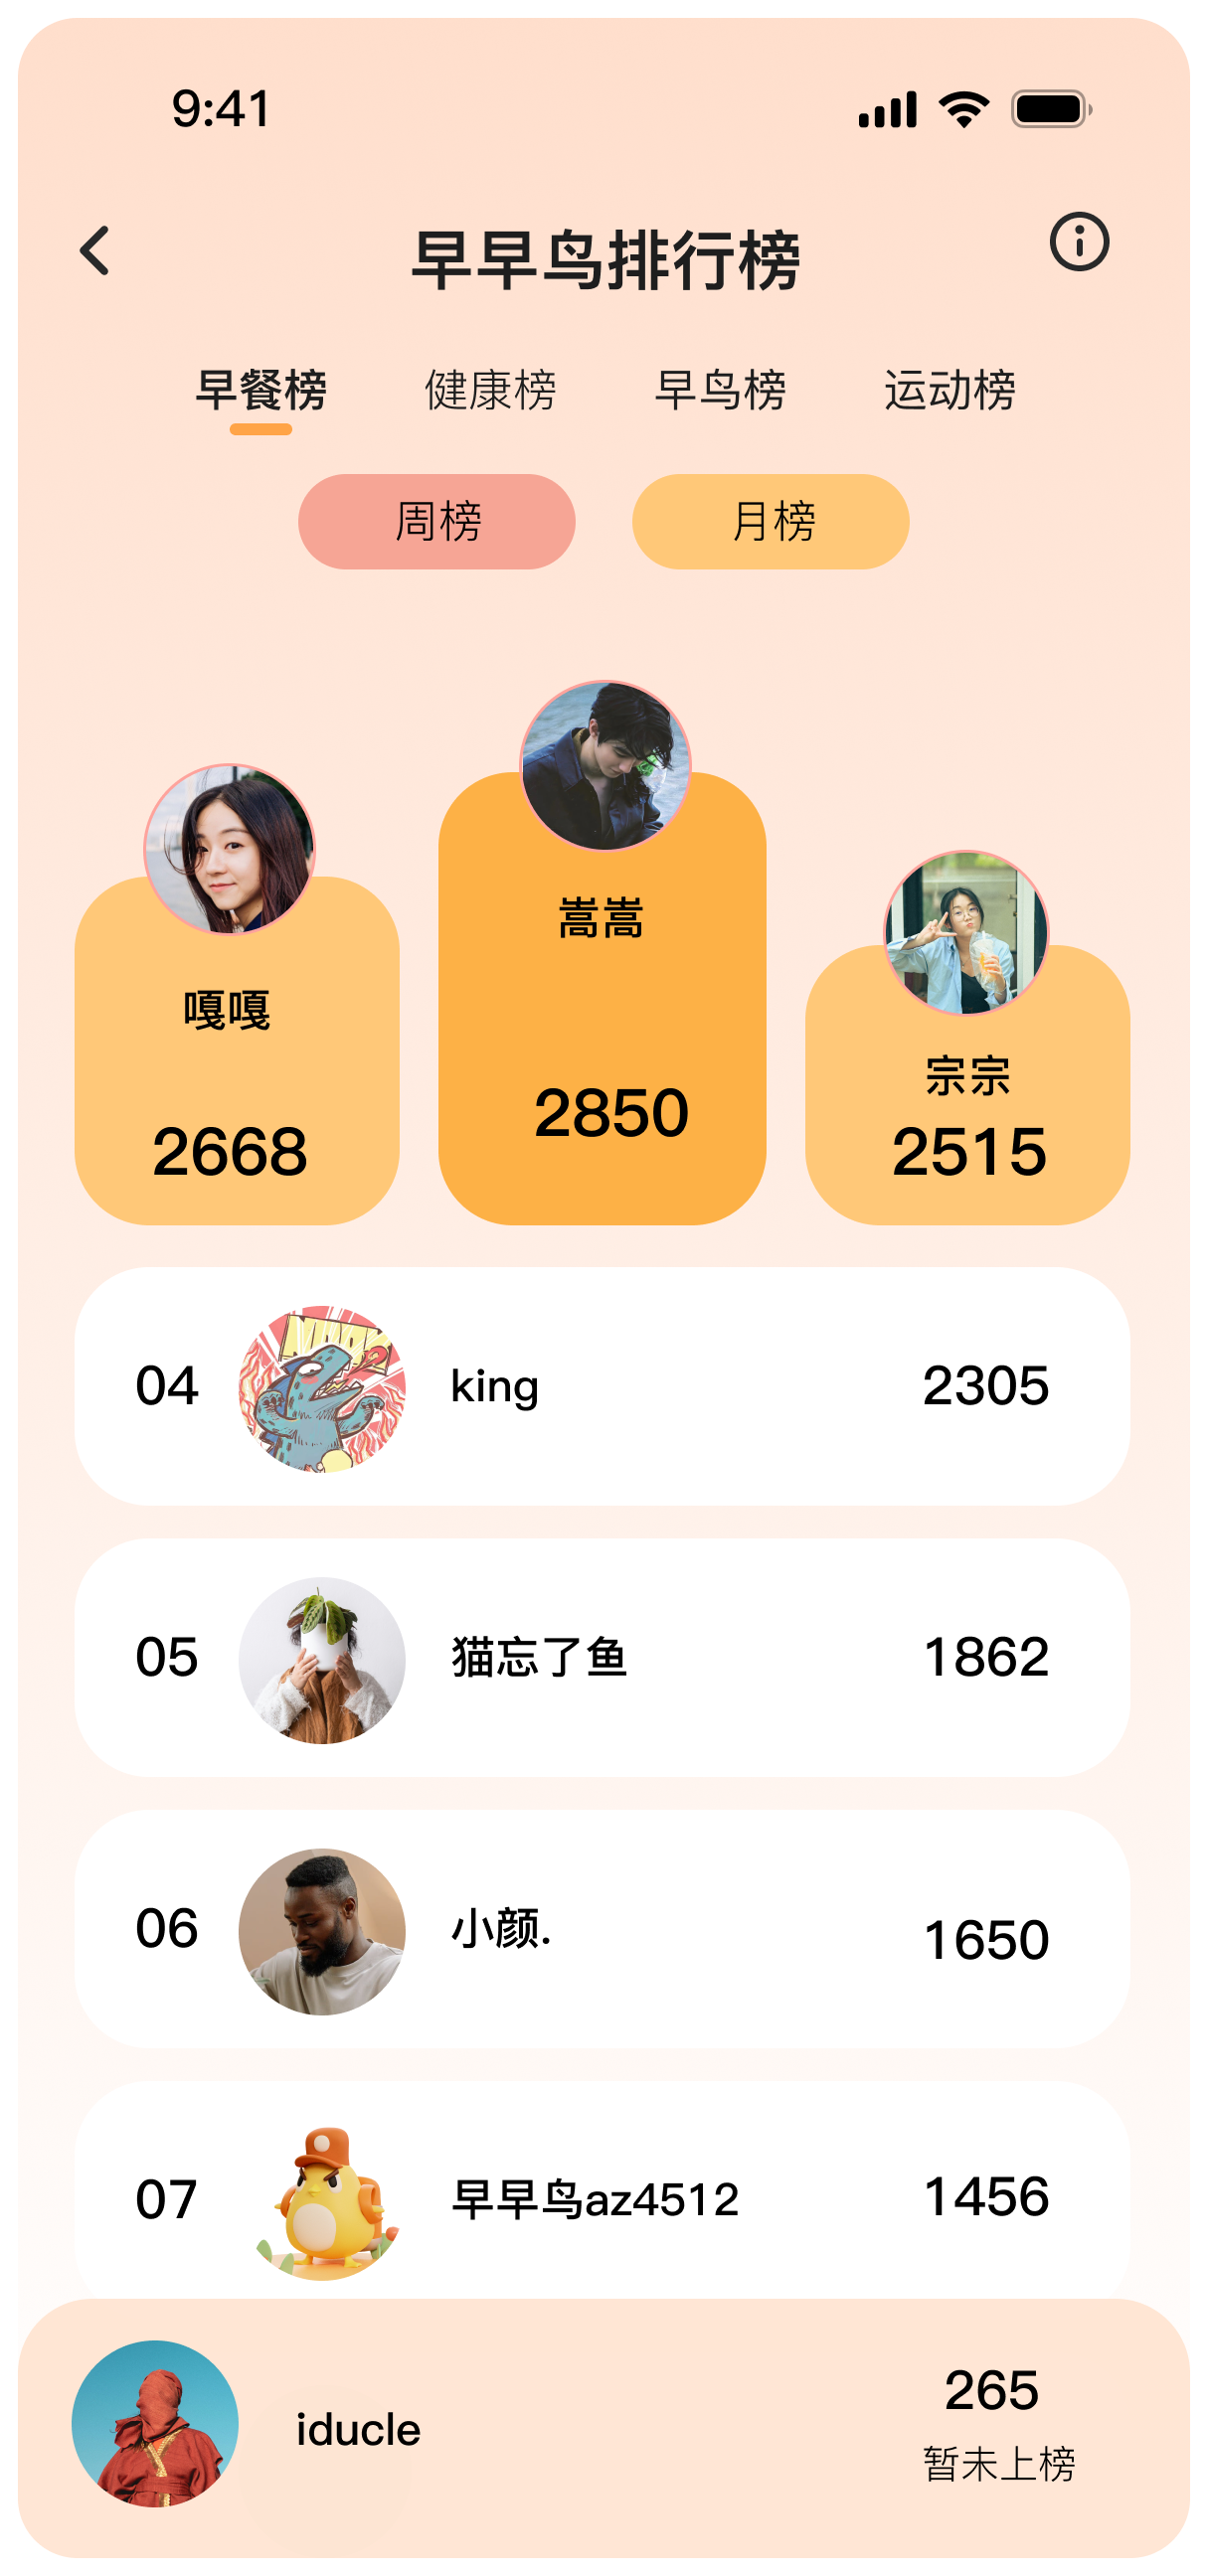 9:41
早早鸟排行榜
早餐榜 健康榜 早鸟榜 运动榜
周榜 月榜
嵩嵩
2850
嘎嘎
2668
宗宗
2515
04 king 2305
05 猫忘了鱼 1862
06 小颜. 1650
07 早早鸟az4512 1456
iducle 265
暂未上榜